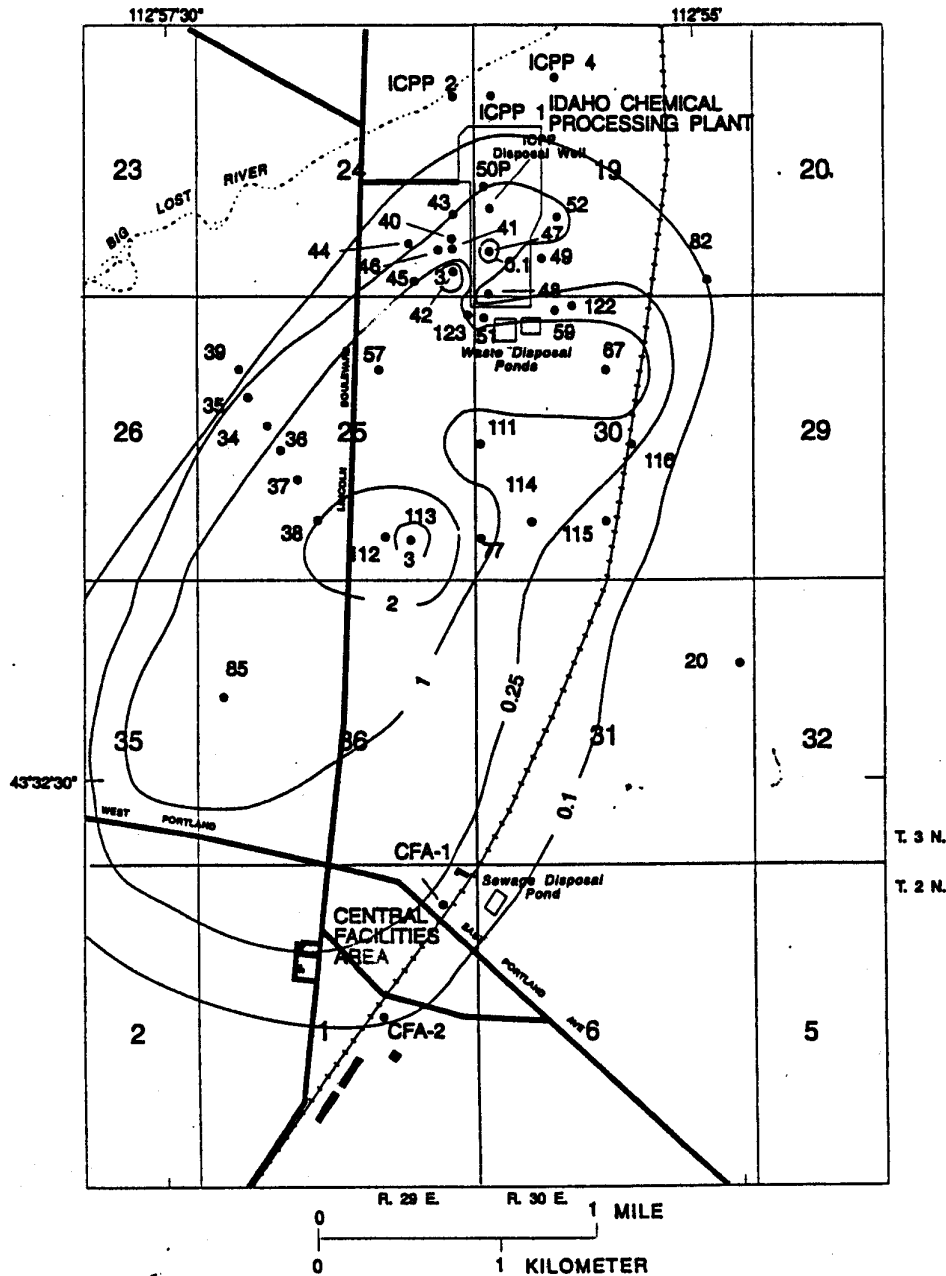 112°57'30" 112°55'
ICPP 4
ICPP 2
ICPP 1
IDAHO CHEMICAL
PROCESSING PLANT
ICPP
Disposal Well
23 24 19 20
50P
BIG LOST RIVER
43 52
40 41
44 47 82
46 0.1 49
45 3
48
42 122
123 51 59
Waste Disposal
Ponds
39 57 67
35
34 36
26 25 30 29
111
116
LINCOLN BOULEVARD
37 114
38 113 115
112 3 77
2
85 20
1 0.25
35 36 31 32
43°32'30"
0.1
WEST PORTLAND
T. 3 N.
CFA-1
Sewage Disposal
Pond
T. 2 N.
CENTRAL
FACILITIES
AREA
EAST PORTLAND AVE
2 1 6 5
CFA-2
R. 29 E. R. 30 E.
0 1 MILE
0 1 KILOMETER